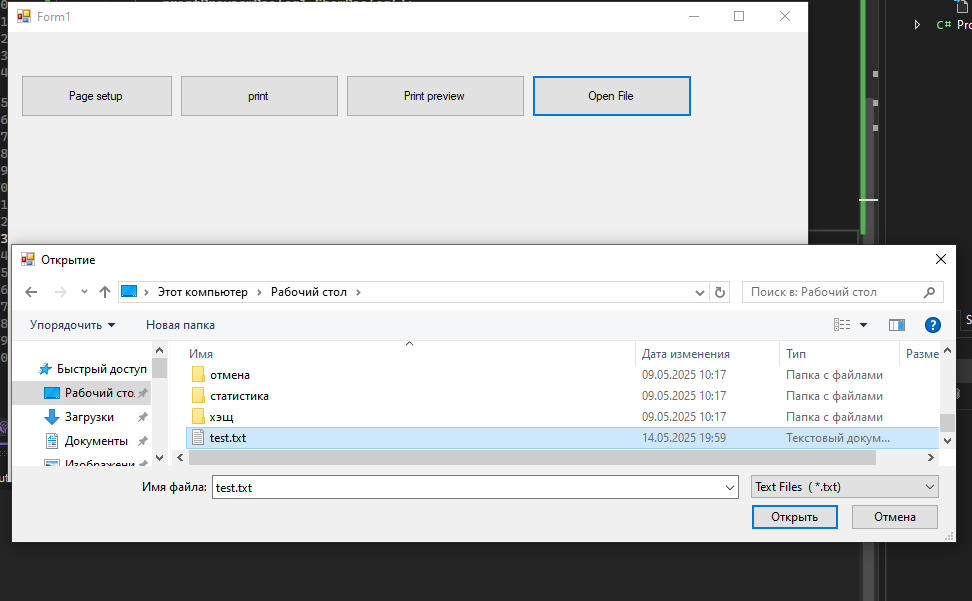 Form1
C# Pro
Page setup
print
Print preview
Open File
Открытие
Этот компьютер
Рабочий стол
Поиск в: Рабочий стол
Упорядочить
Новая папка
Имя
Дата изменения
Тип
Разме
Быстрый доступ
Рабочий сто.
Загрузки
Документы
Изображени
отмена 09.05.2025 10:17 Папка с файлами
статистика 09.05.2025 10:17 Папка с файлами
хэщ 09.05.2025 10:17 Папка с файлами
test.txt 14.05.2025 19:59 Текстовый докум...
Имя файла: test.txt
Text Files ( *.txt)
Открыть
Отмена